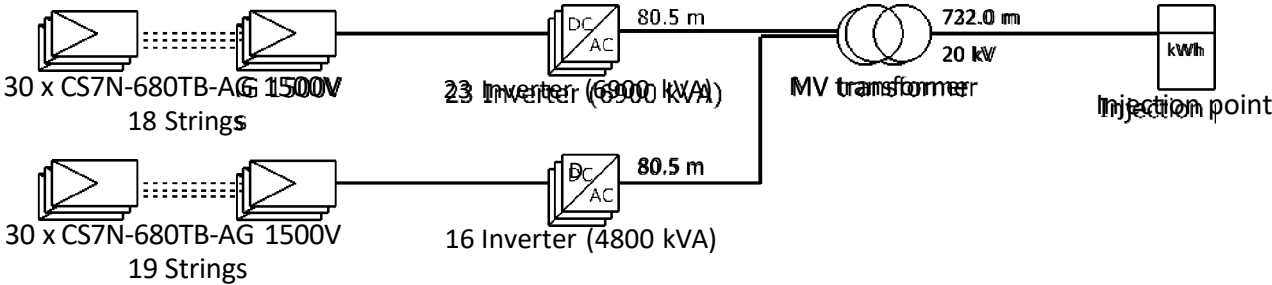 DC
AC
80.5 m
732.0 m
20 kV
kWh
30 x CS7N-680TB-AG 1500V
23 Inverter (6900 kVA)
MV transformer
Injection point
18 Strings
DC
AC
80.5 m
30 x CS7N-680TB-AG 1500V
16 Inverter (4800 kVA)
19 Strings